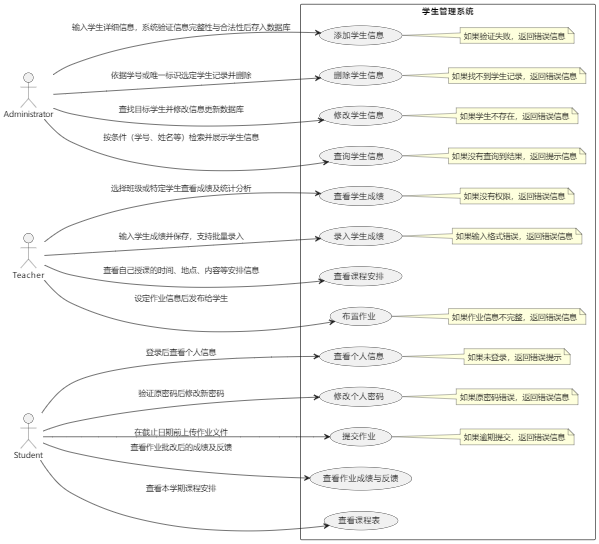 学生管理系统
输入学生详细信息，系统验证信息完整性与合法性后存入数据库
添加学生信息
如果验证失败，返回错误信息
依据学号或唯一标识选定学生记录并删除
删除学生信息
如果找不到学生记录，返回错误信息
Administrator
查找目标学生并修改信息更新数据库
修改学生信息
如果学生不存在，返回错误信息
按条件（学号、姓名等）检索并展示学生信息
查询学生信息
如果没有查询到结果，返回提示信息
选择班级或特定学生查看成绩及统计分析
查看学生成绩
如果没有权限，返回错误信息
输入学生成绩并保存，支持批量录入
录入学生成绩
如果输入格式错误，返回错误信息
Teacher
查看自己授课的时间、地点、内容等安排信息
查看课程安排
设定作业信息后发布给学生
布置作业
如果作业信息不完整，返回错误信息
登录后查看个人信息
查看个人信息
如果未登录，返回错误提示
验证原密码后修改新密码
修改个人密码
如果原密码错误，返回错误信息
在截止日期前上传作业文件
提交作业
如果逾期提交，返回错误信息
Student
查看作业批改后的成绩及反馈
查看作业成绩与反馈
查看本学期课程安排
查看课程表